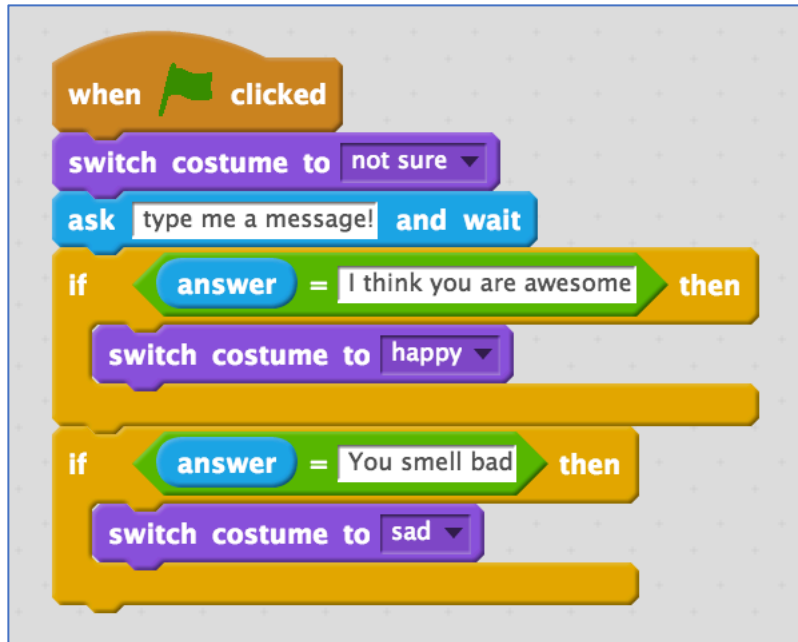 when clicked
switch costume to not sure
ask type me a message! and wait
if answer = I think you are awesome then
switch costume to happy
if answer = You smell bad then
switch costume to sad